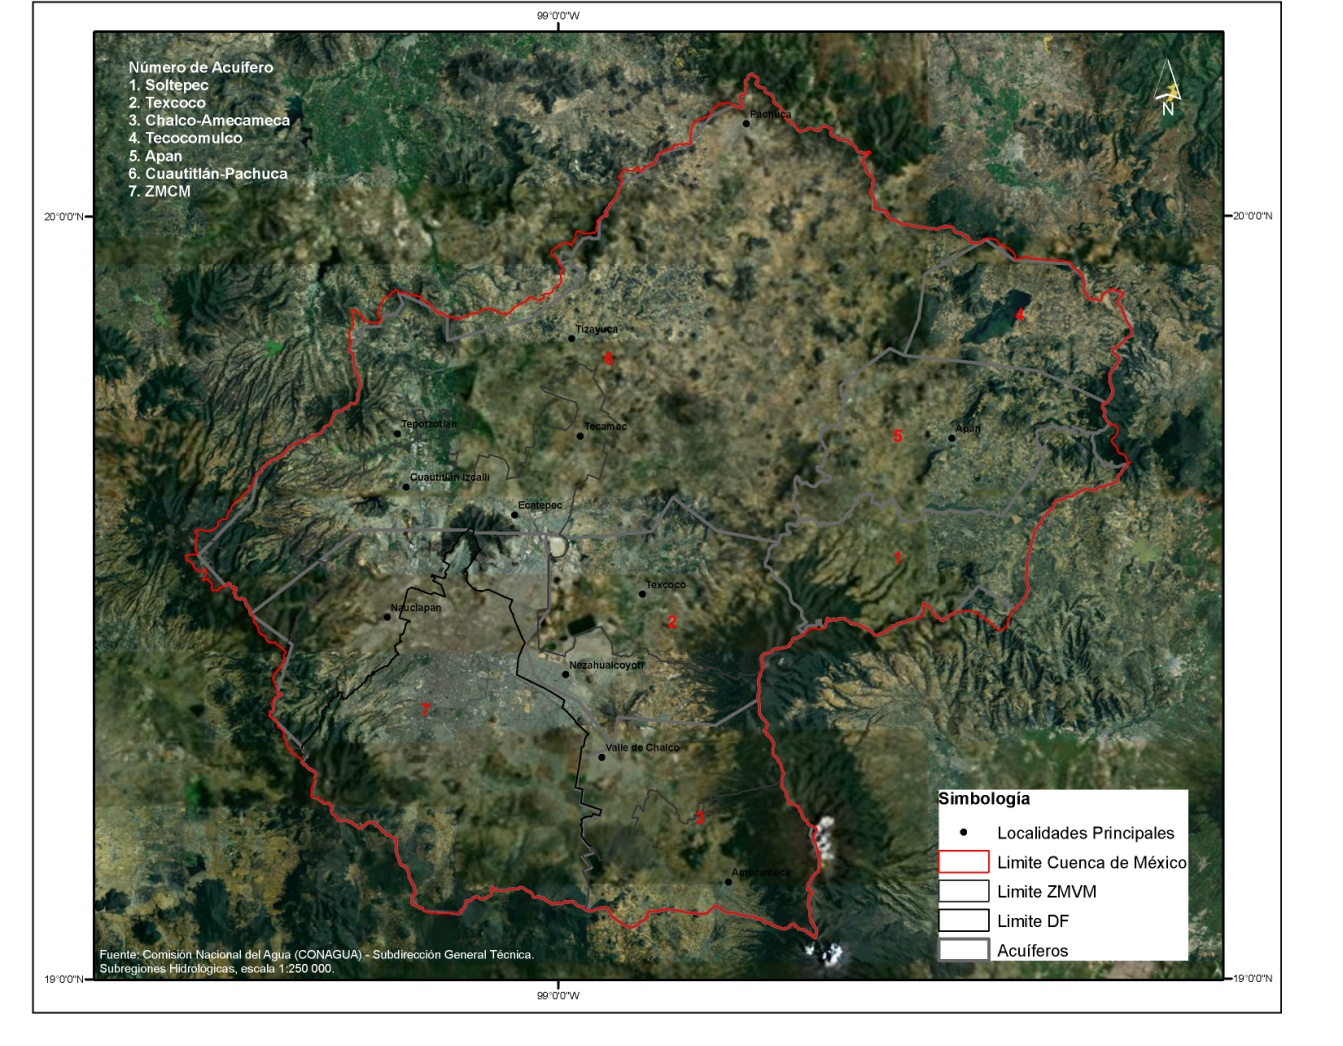 99°0'0"W
Número de Acuífero
1. Soltepec
2. Texcoco
3. Chalco-Amecameca
4. Tecocomulco
5. Apan
6. Cuautitlán-Pachuca
7. ZMCM
N
Pachuca
20°0'0"N
20°0'0"N
4
Tizayuca
6
Tepotzotlan
Tecamac
5
Apan
Cuautitlan Izcalli
Ecatepec
1
Texcoco
Nauclapan
2
Nezahualcoyotl
7
Valle de Chalco
3
Amecameca
Simbología
Localidades Principales
Limite Cuenca de México
Limite ZMVM
Limite DF
Acuíferos
Fuente: Comisión Nacional del Agua (CONAGUA) - Subdirección General Técnica.
Subregiones Hidrológicas, escala 1:250 000.
19°0'0"N
19°0'0"N
99°0'0"W